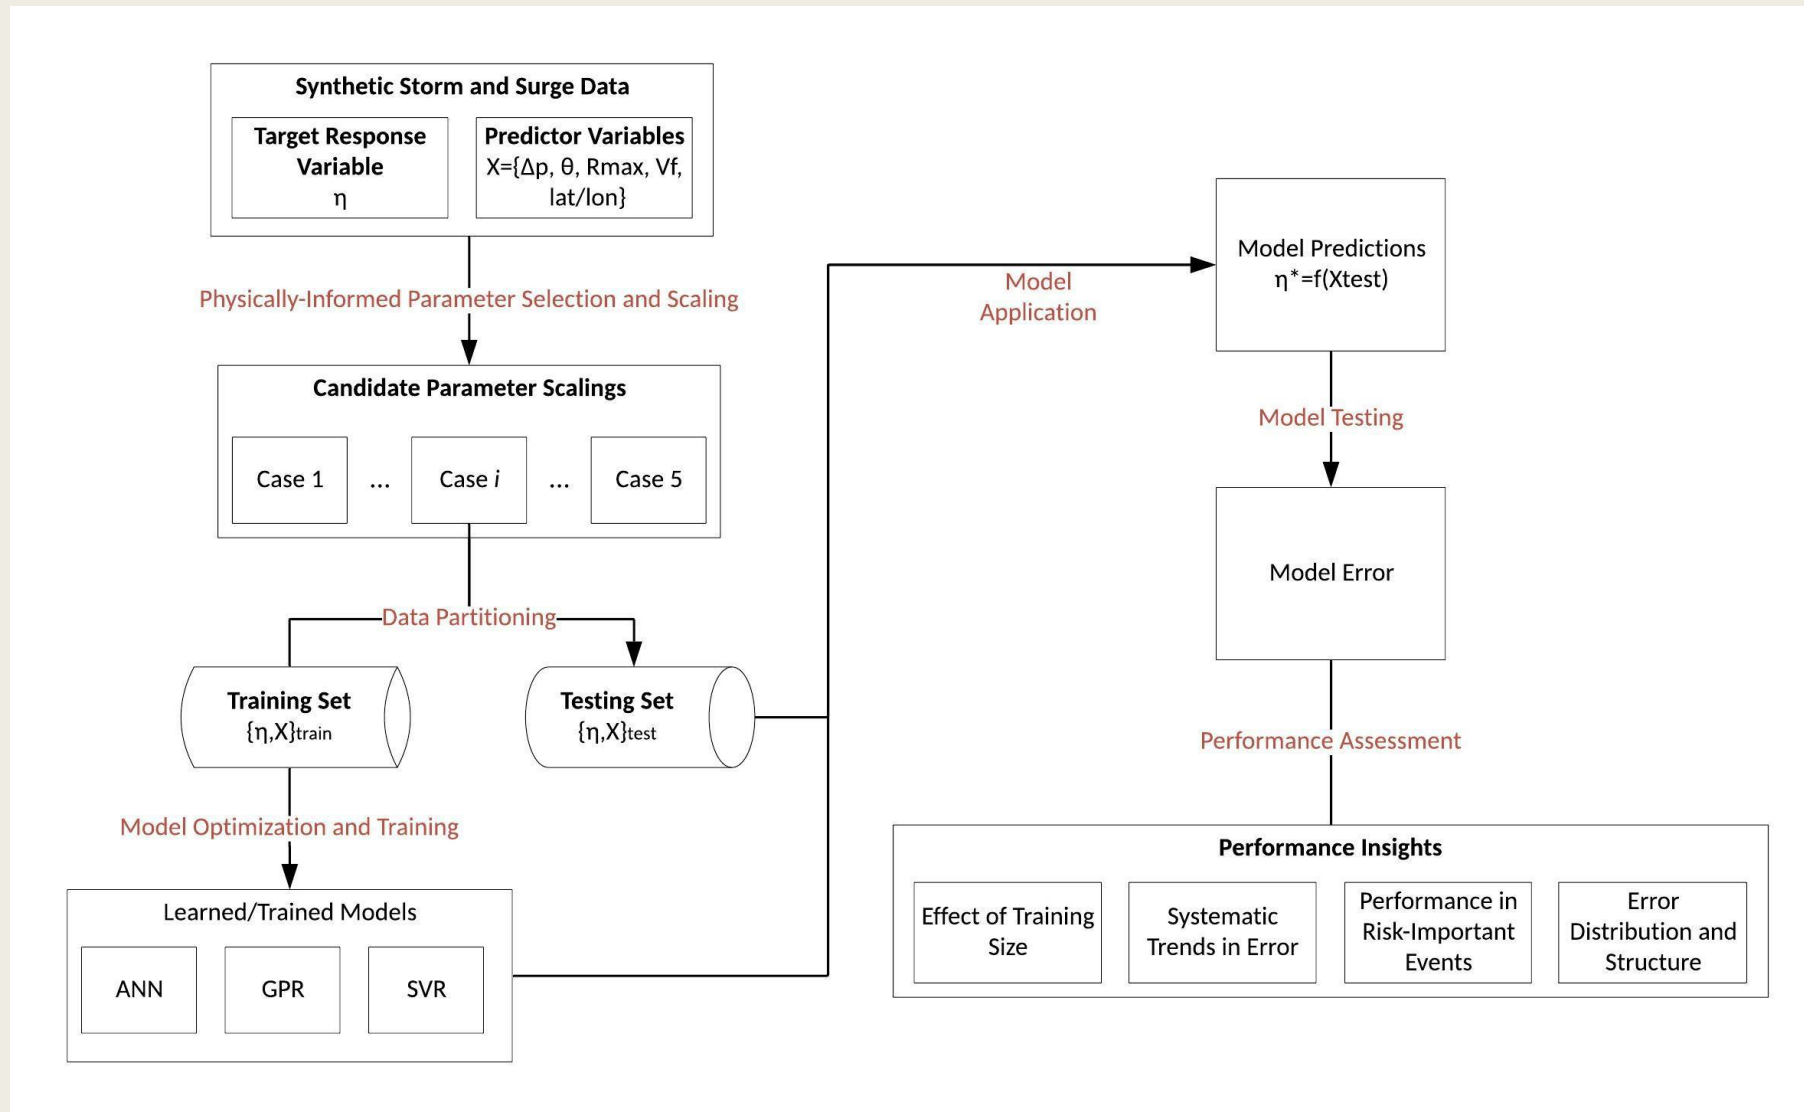 Synthetic Storm and Surge Data
Target Response
Variable
η
Predictor Variables
X={Δp, θ, Rmax, Vf,
lat/lon}
Physically-Informed Parameter Selection and Scaling
Candidate Parameter Scalings
Case 1
...
Case i
...
Case 5
Data Partitioning
Training Set
{η,X}train
Testing Set
{η,X}test
Model Optimization and Training
Learned/Trained Models
ANN
GPR
SVR
Model
Application
Model Predictions
η*=f(Xtest)
Model Testing
Model Error
Performance Assessment
Performance Insights
Effect of Training
Size
Systematic
Trends in Error
Performance in
Risk-Important
Events
Error
Distribution and
Structure